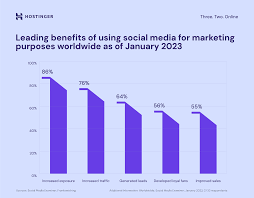 HOSTINGER
Three. Two. Online
Leading benefits of using social media for marketing
purposes worldwide as of January 2023
100%
80%
60%
40%
20%
0%
86%
76%
64%
56%
55%
Increased exposure
Increased traffic
Generated leads
Developed loyal fans
Improved sales